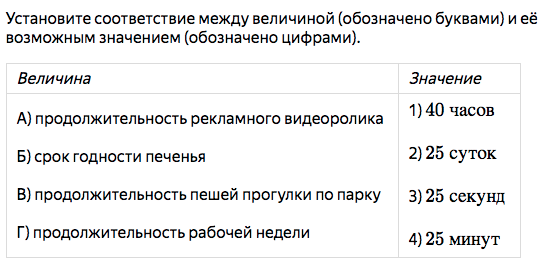 Установите соответствие между величиной (обозначено буквами) и её
возможным значением (обозначено цифрами).
Величина
Значение
А) продолжительность рекламного видеоролика
1) 40 часов
Б) срок годности печенья
2) 25 суток
В) продолжительность пешей прогулки по парку
3) 25 секунд
Г) продолжительность рабочей недели
4) 25 минут